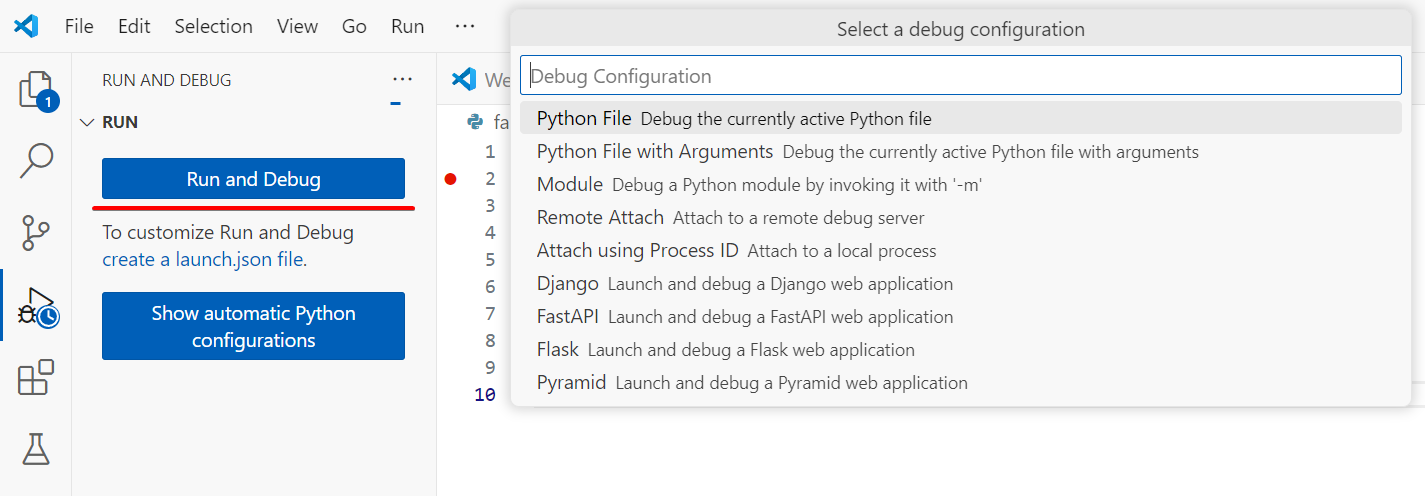 File Edit Selection View Go Run ···
Select a debug configuration
Debug Configuration
1
RUN AND DEBUG ···
We
RUN
fa
Python File Debug the currently active Python file
Python File with Arguments Debug the currently active Python file with arguments
Module Debug a Python module by invoking it with '-m'
Remote Attach Attach to a remote debug server
Attach using Process ID Attach to a local process
Django Launch and debug a Django web application
FastAPI Launch and debug a FastAPI web application
Flask Launch and debug a Flask web application
Pyramid Launch and debug a Pyramid web application
Run and Debug
To customize Run and Debug
create a launch.json file.
Show automatic Python
configurations
1
2
3
4
5
6
7
8
9
10